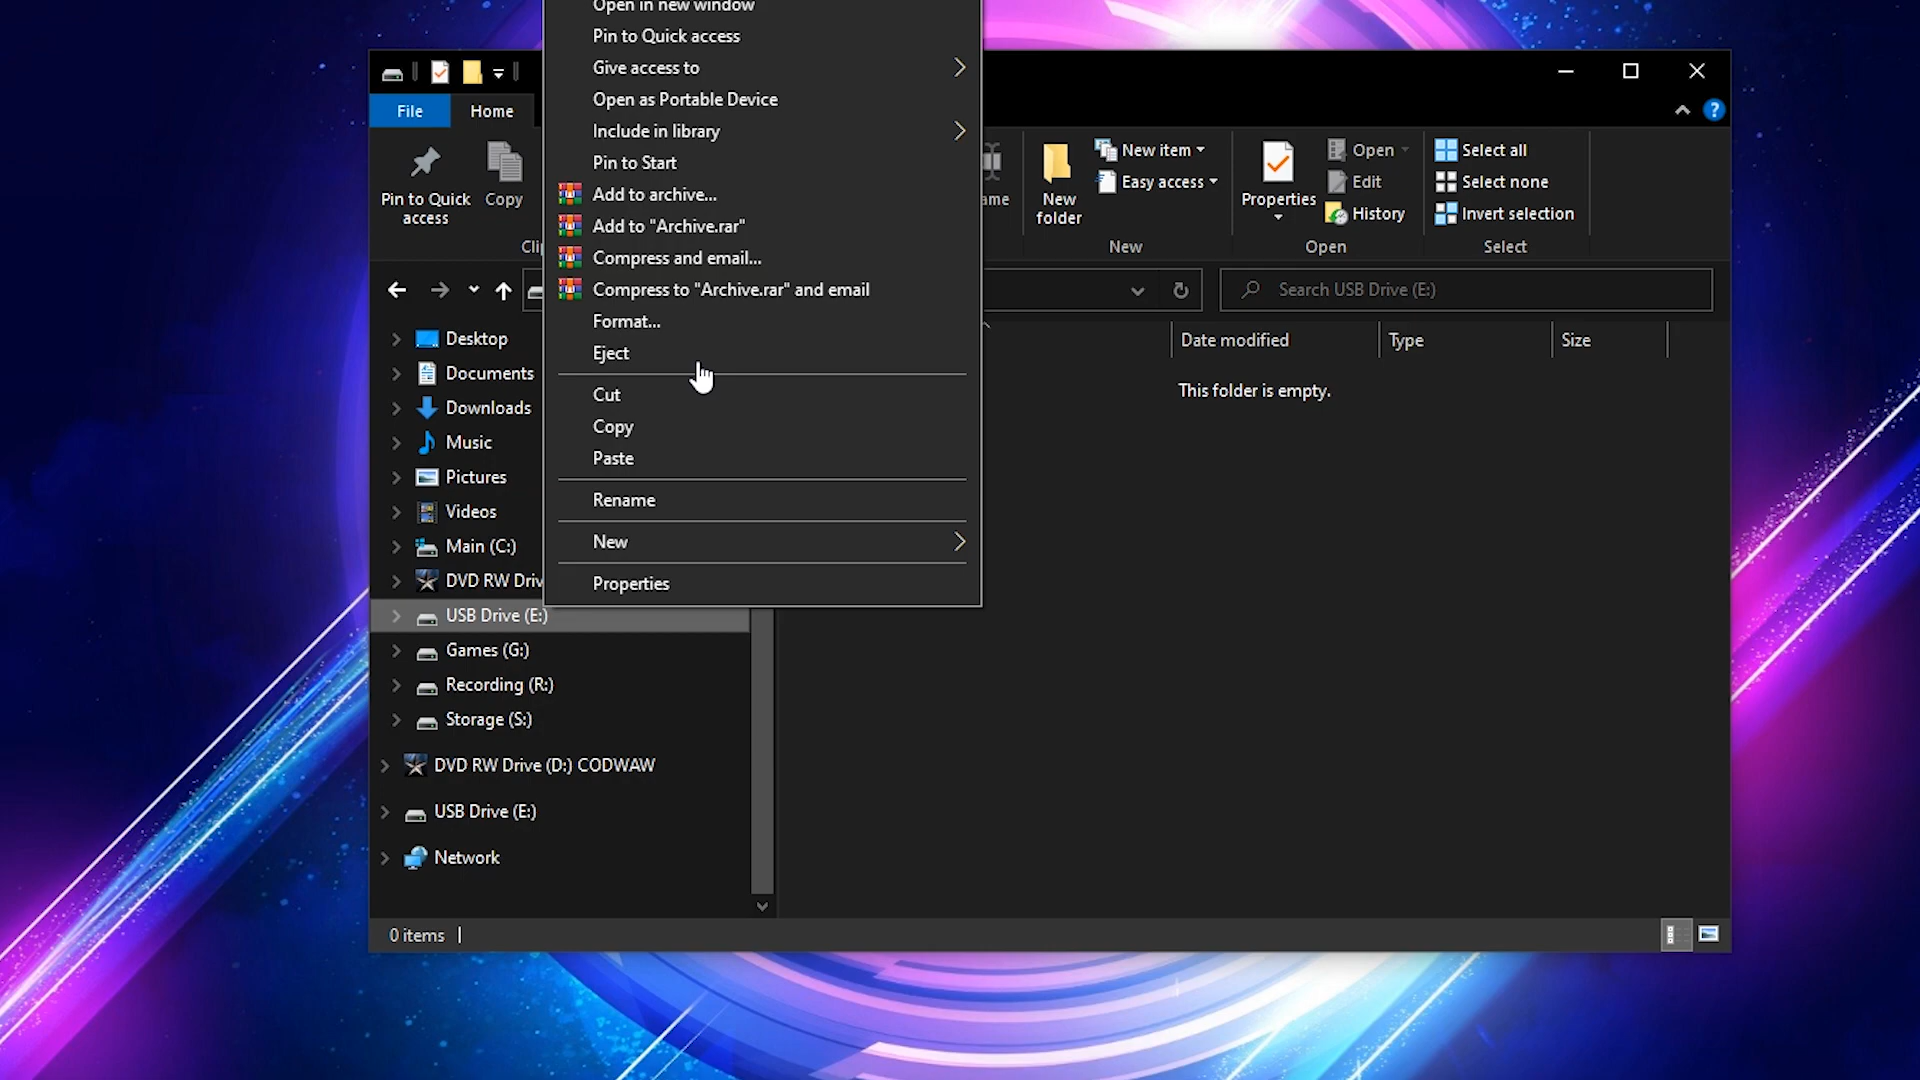 Open in new window
Pin to Quick access
Give access to
Open as Portable Device
Include in library
Pin to Start
Add to archive...
Add to "Archive.rar"
Compress and email...
Compress to "Archive.rar" and email
Format...
Eject
Cut
Copy
Paste
Rename
New
Properties
File
Home
Pin to Quick access
Copy
New folder
New item
Easy access
New
Properties
Open
Edit
History
Open
Select all
Select none
Invert selection
Select
Search USB Drive (E:)
Desktop
Documents
Downloads
Music
Pictures
Videos
Main (C:)
DVD RW Driv
USB Drive (E:)
Games (G:)
Recording (R:)
Storage (S:)
DVD RW Drive (D:) CODWAW
USB Drive (E:)
Network
Date modified
Type
Size
This folder is empty.
0 items